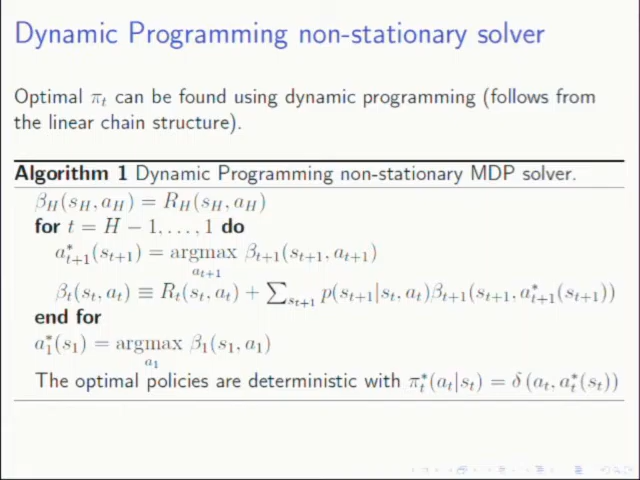 Dynamic Programming non-stationary solver
Optimal πₜ can be found using dynamic programming (follows from
the linear chain structure).
Algorithm 1 Dynamic Programming non-stationary MDP solver.
β_H(s_H, a_H) = R_H(s_H, a_H)
for t = H − 1, . . . , 1 do
a*_{t+1}(s_{t+1}) = argmax_{a_{t+1}} β_{t+1}(s_{t+1}, a_{t+1})
β_t(s_t, a_t) ≡ R_t(s_t, a_t) + ∑_{s_{t+1}} p(s_{t+1}|s_t, a_t)β_{t+1}(s_{t+1}, a*_{t+1}(s_{t+1}))
end for
a*_1(s_1) = argmax_{a_1} β_1(s_1, a_1)
The optimal policies are deterministic with π*_t(a_t|s_t) = δ (a_t, a*_t(s_t))